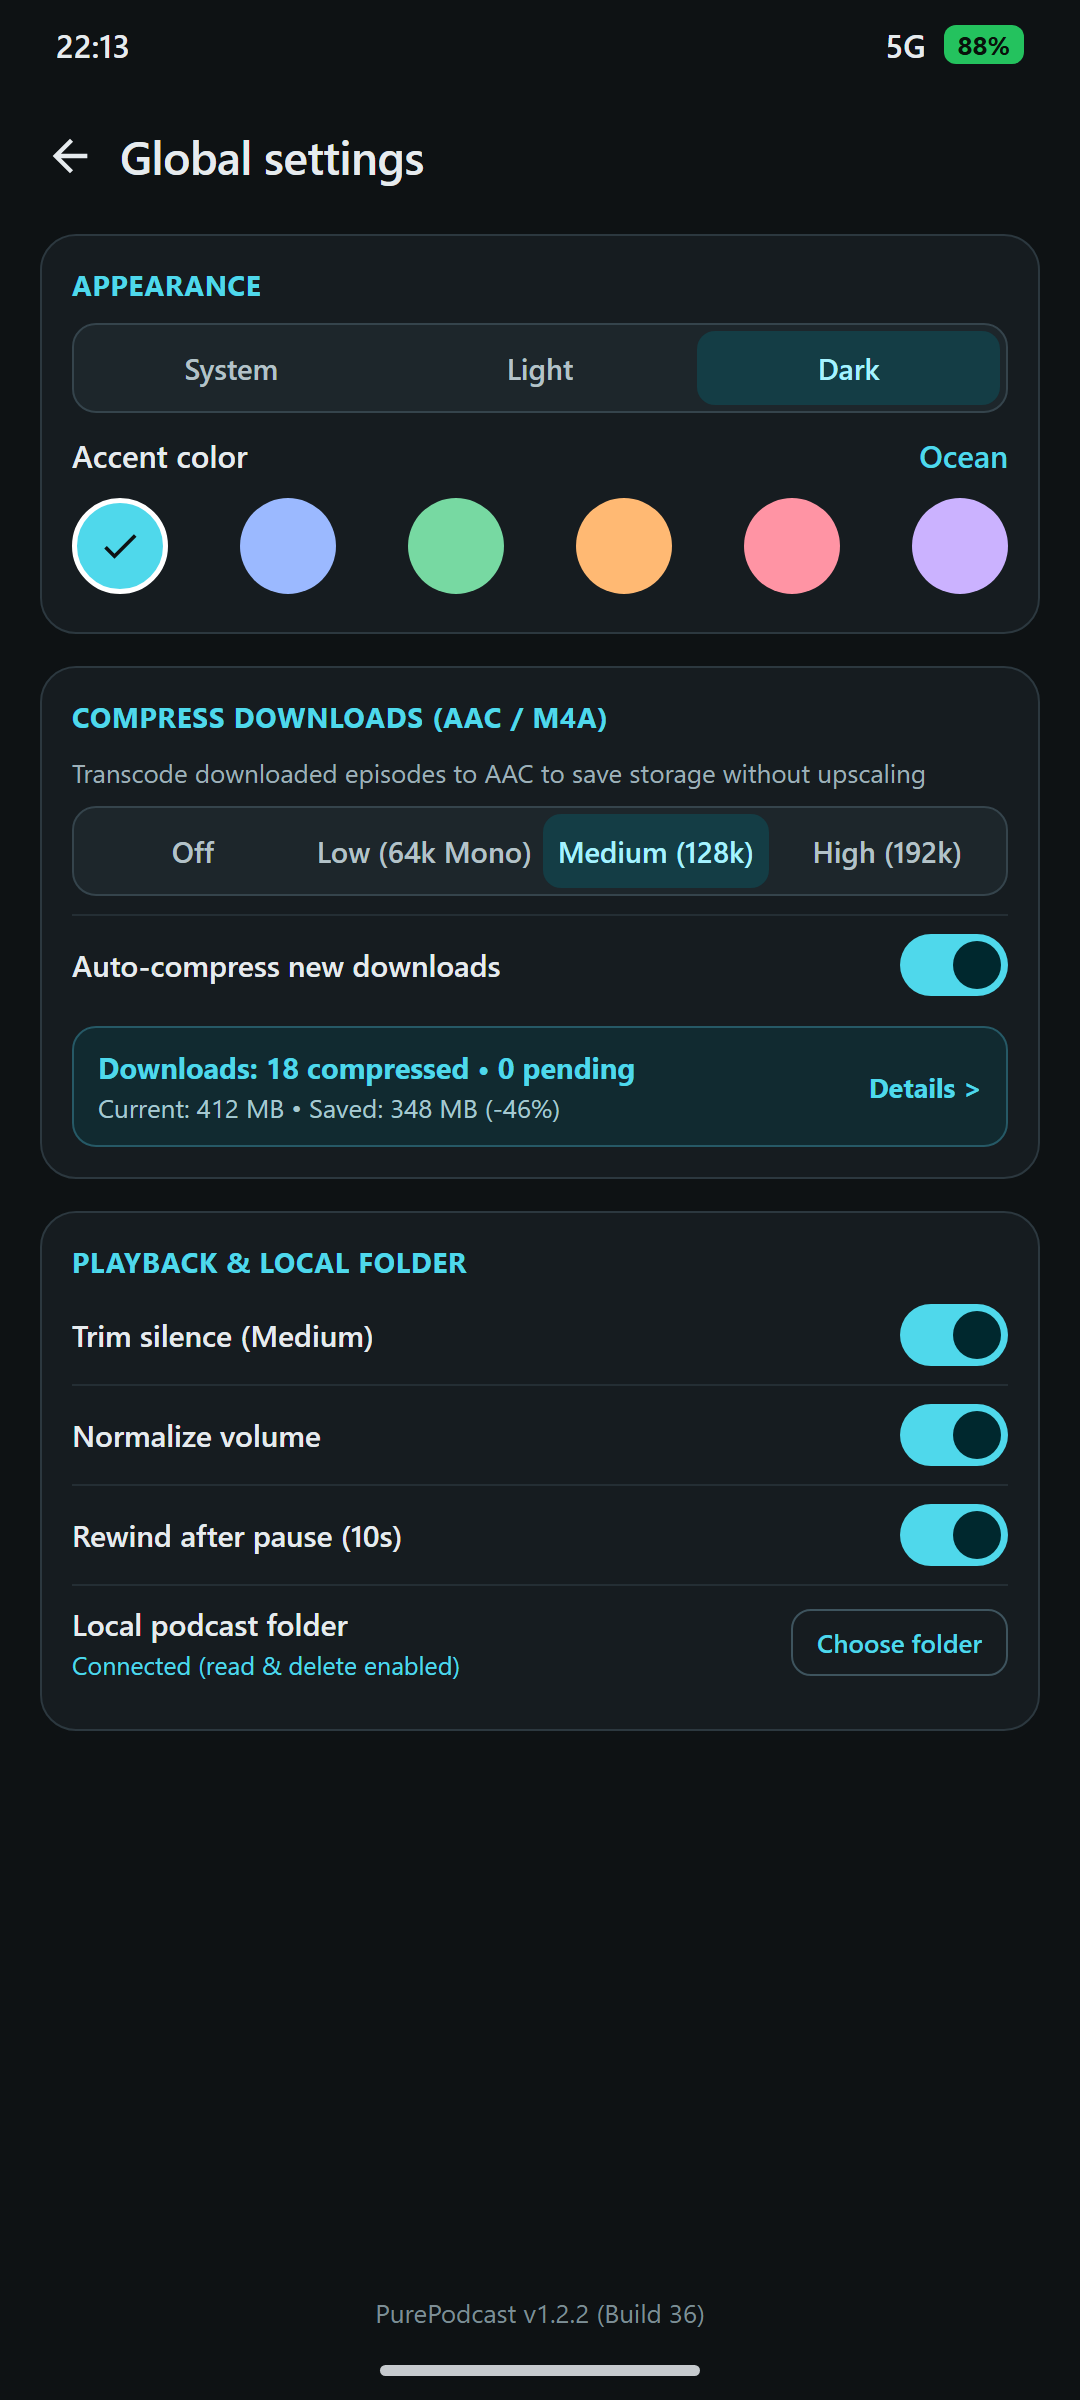 22:13
5G 88%
Global settings
APPEARANCE
System Light Dark
Accent color Ocean
COMPRESS DOWNLOADS (AAC / M4A)
Transcode downloaded episodes to AAC to save storage without upscaling
Off Low (64k Mono) Medium (128k) High (192k)
Auto-compress new downloads
Downloads: 18 compressed • 0 pending
Current: 412 MB • Saved: 348 MB (-46%)
Details >
PLAYBACK & LOCAL FOLDER
Trim silence (Medium)
Normalize volume
Rewind after pause (10s)
Local podcast folder
Connected (read & delete enabled)
Choose folder
PurePodcast v1.2.2 (Build 36)